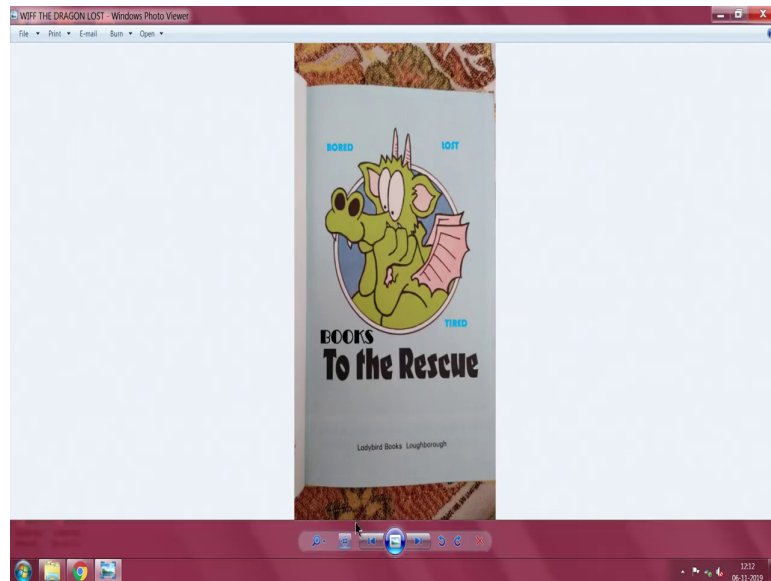 WIFF THE DRAGON LOST - Windows Photo Viewer
File Print E-mail Burn Open
BORED LOST
TIRED
BOOKS
To the Rescue
Ladybird Books Loughborough
12:12
06-11-2019